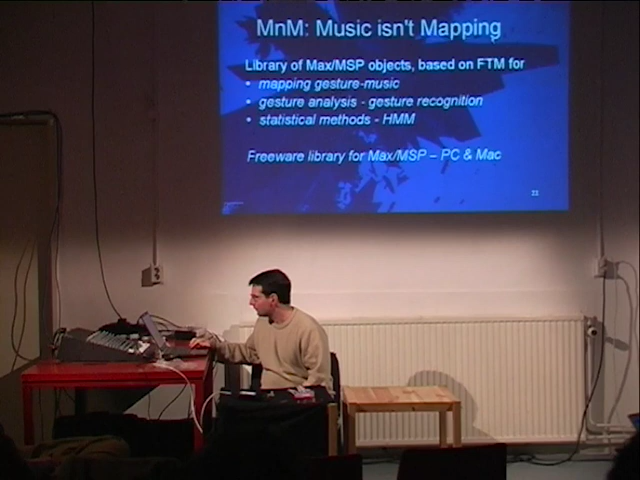 MnM: Music isn't Mapping
Library of Max/MSP objects, based on FTM for
• mapping gesture-music
• gesture analysis - gesture recognition
• statistical methods - HMM
Freeware library for Max/MSP – PC & Mac